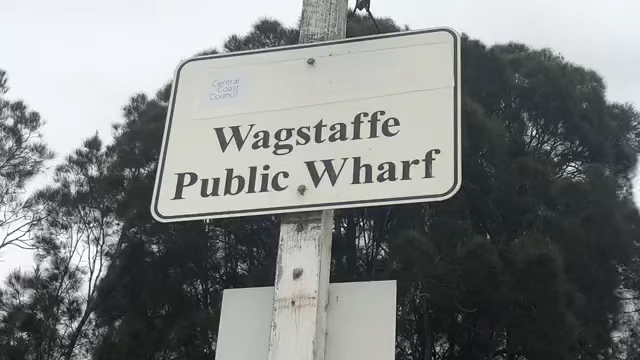 Central
Coast
Council
Wagstaffe
Public Wharf